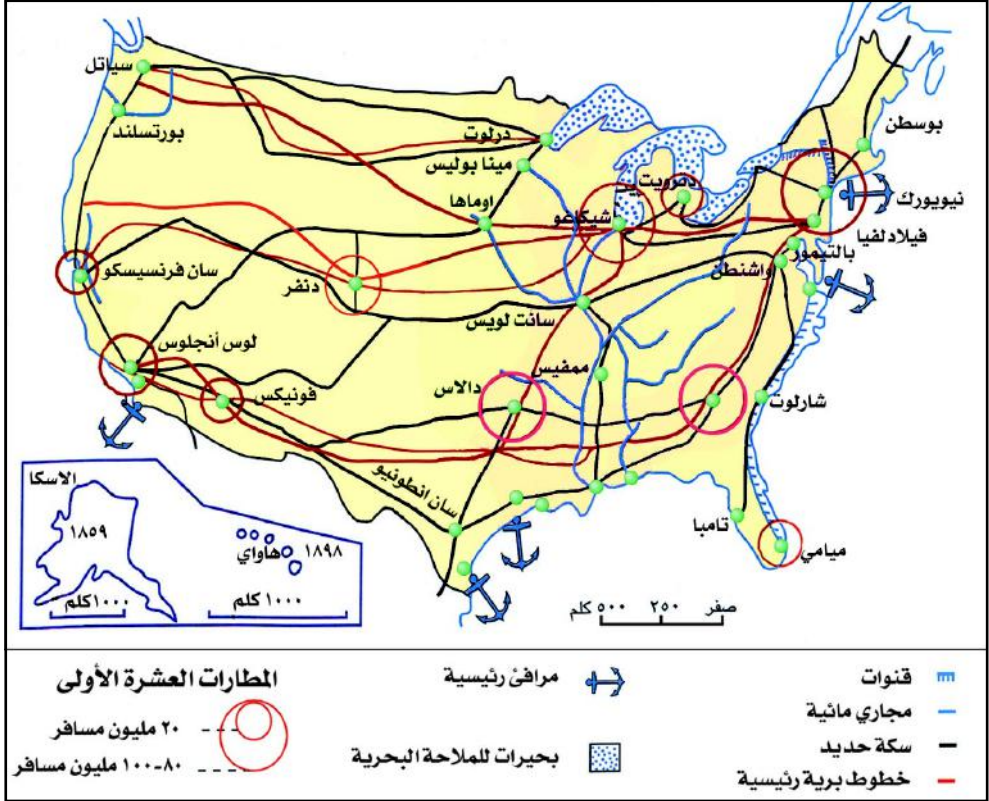 سياتل
بورتسلند
درلوت
مينا بوليس
اوماها
شيكاغو
دترويت
بوسطن
نيويورك
فيلادلفيا
بالتيمور
واشنطن
سان فرنسيسكو
دنفر
سانت لويس
لوس أنجلوس
فونيكس
دالاس
ممفيس
شارلوت
سان انطونيو
تامبا
ميامي
الاسكا
١٨٥٩
هاواي
١٨٩٨
١٠٠٠ كلم
١٠٠٠ كلم
صفر ٢٥٠ ٥٠٠ كلم
قنوات
مجاري مائية
سكة حديد
خطوط برية رئيسية
مرافئ رئيسية
بحيرات للملاحة البحرية
المطارات العشرة الأولى
٢٠ مليون مسافر
٨٠-١٠٠ مليون مسافر